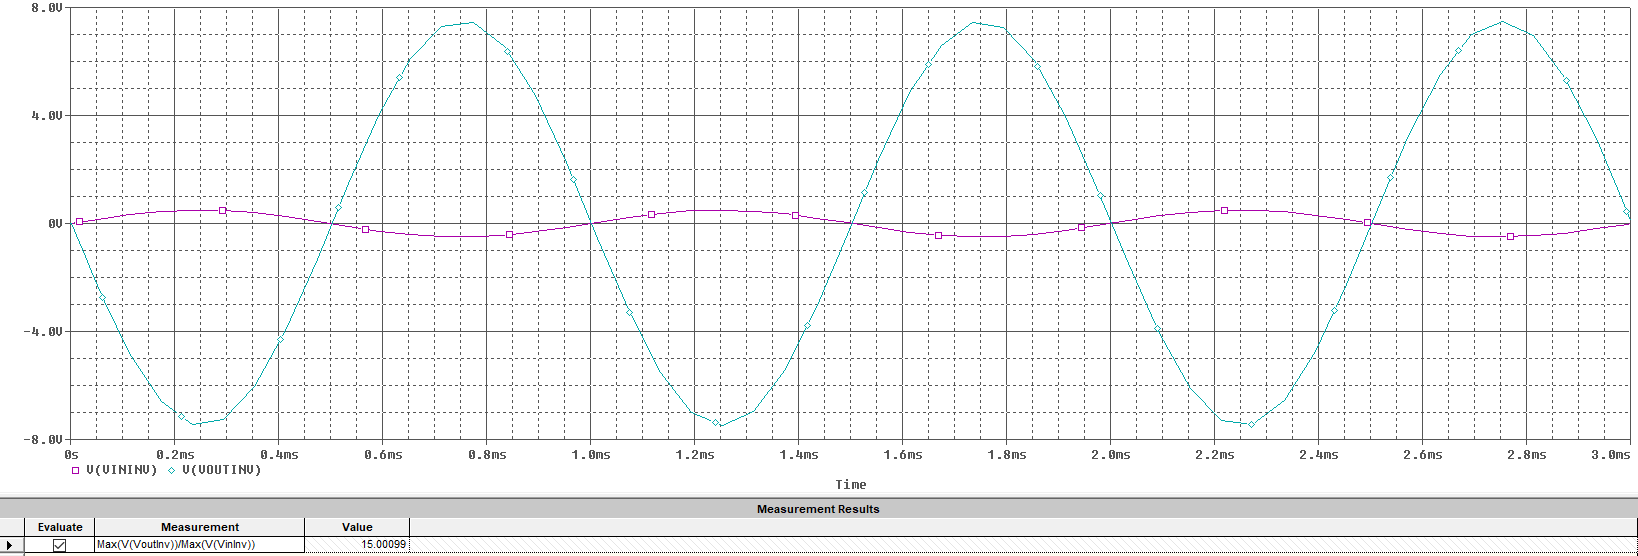 8.0V
4.0V
0V
-4.0V
-8.0V
0s 0.2ms 0.4ms 0.6ms 0.8ms 1.0ms 1.2ms 1.4ms 1.6ms 1.8ms 2.0ms 2.2ms 2.4ms 2.6ms 2.8ms 3.0ms
V(VININV) V(VOUTINV)
Time
Measurement Results
Evaluate Measurement Value
Max(V(VoutInv))/Max(V(VinInv)) 15.00099